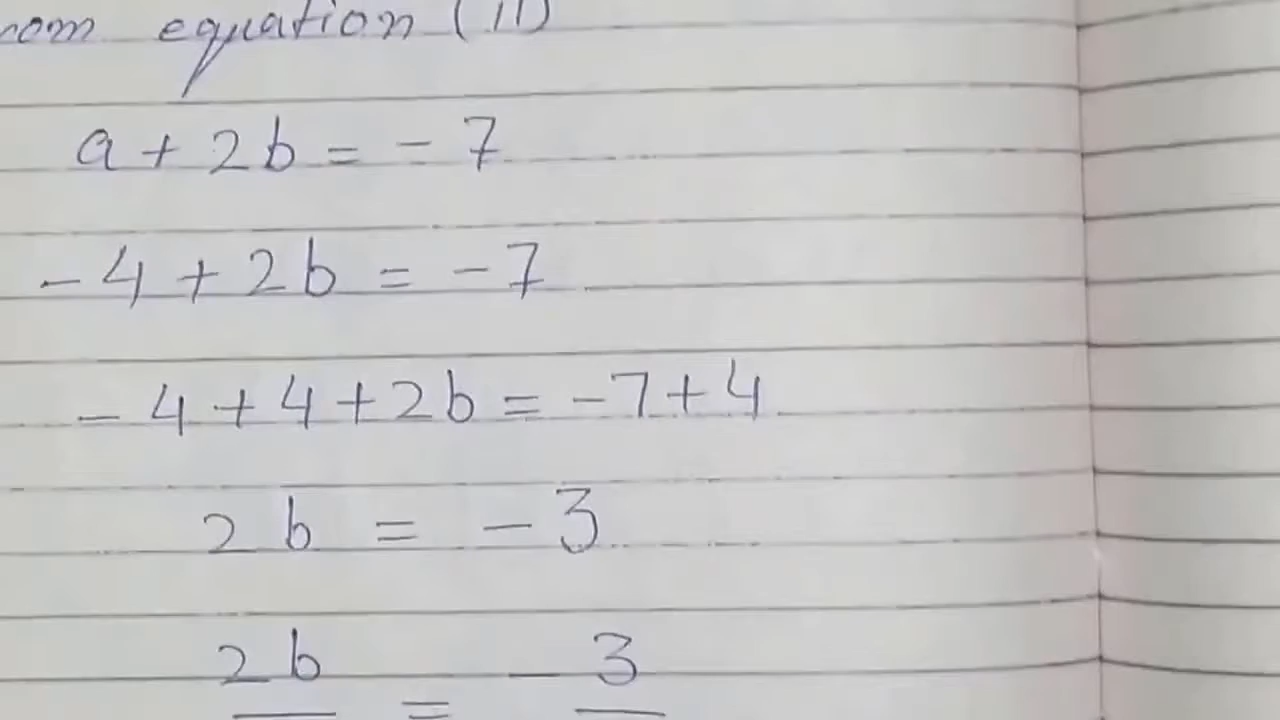 equation (II)
a + 2b = - 7
- 4 + 2b = - 7
- 4 + 4 + 2b = - 7 + 4
2b = - 3
2b = - 3